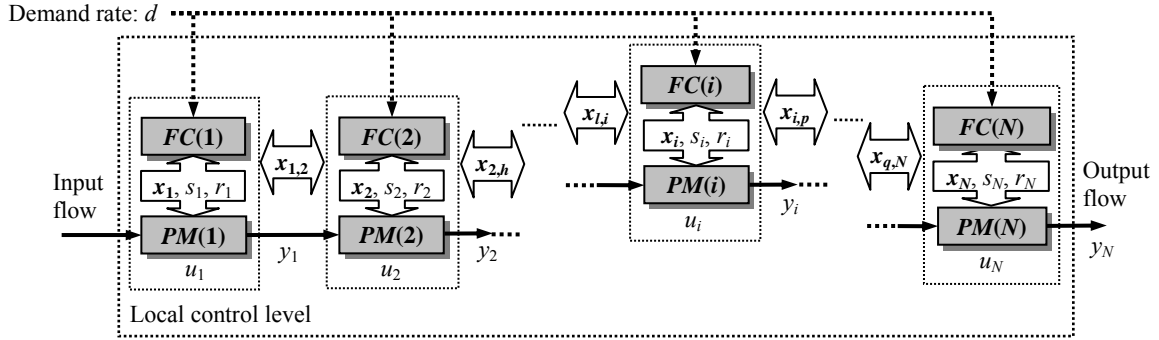 Demand rate: d
FC(1)
x1, s1, r1
PM(1)
u1
Input
flow
y1
x1,2
FC(2)
x2, s2, r2
PM(2)
u2
y2
x2,h
......
xl,i
FC(i)
xi, si, ri
PM(i)
ui
yi
xi,p
......
xq,N
FC(N)
xN, sN, rN
PM(N)
uN
Output
flow
yN
Local control level